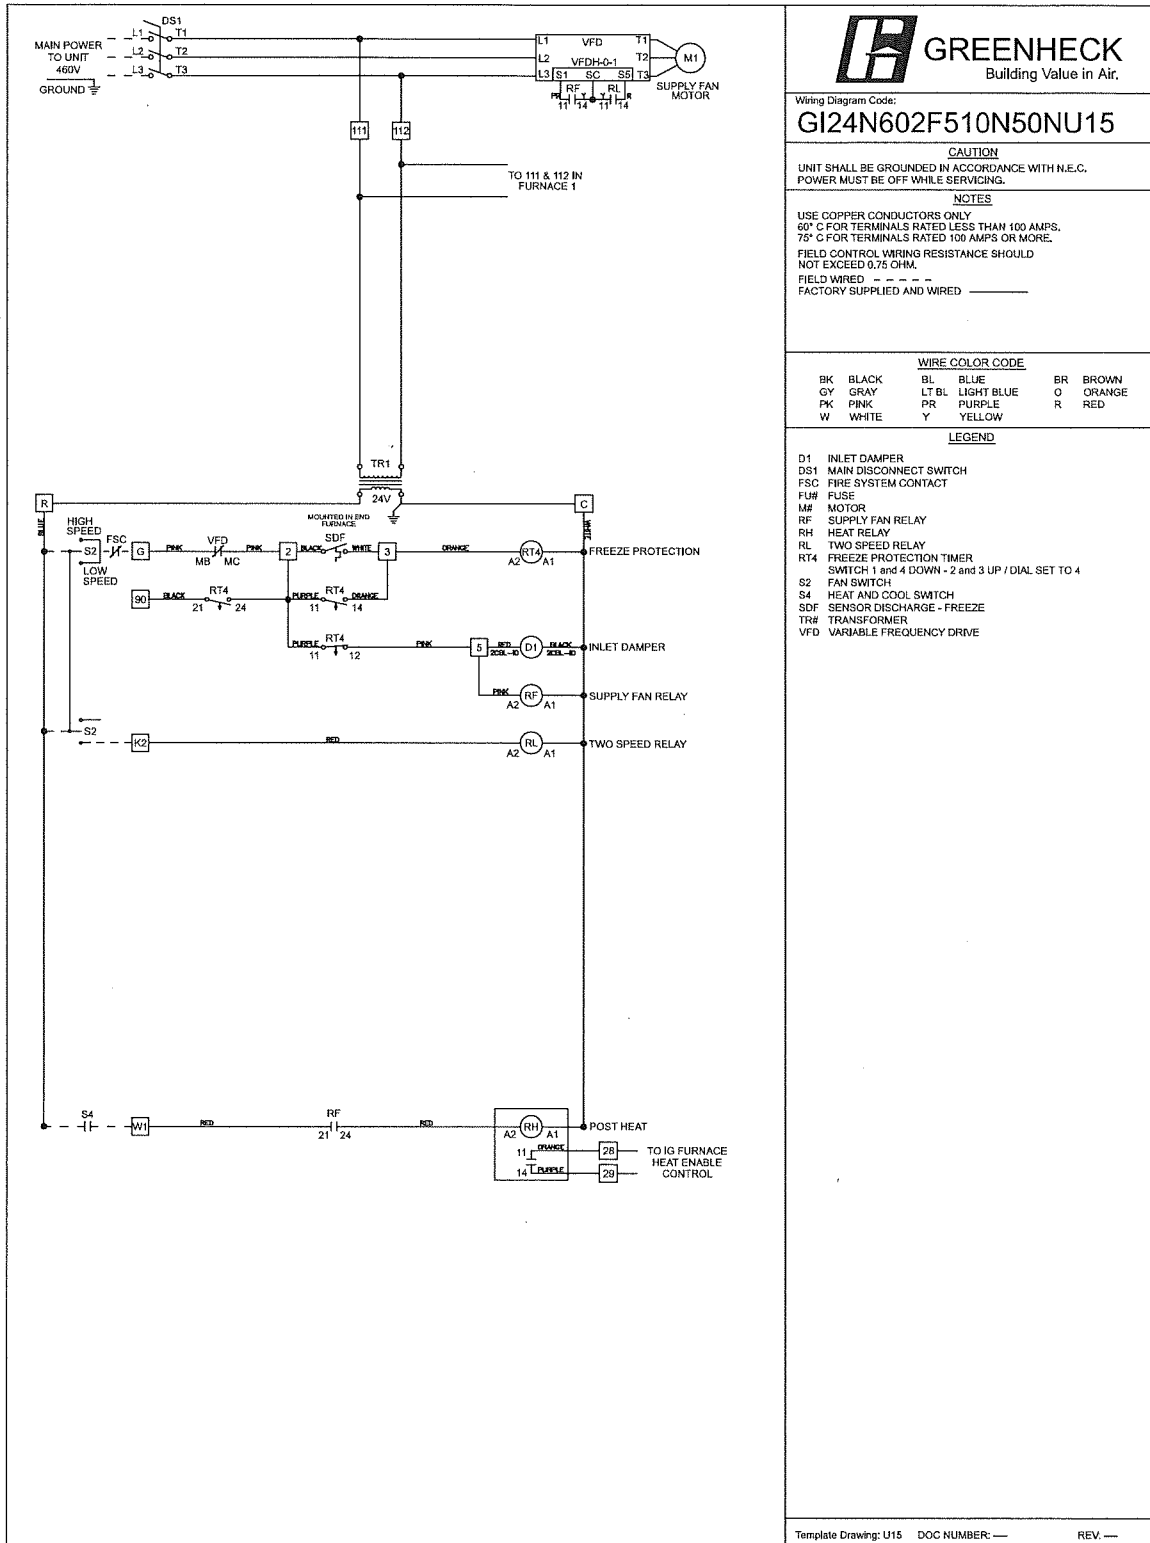 DS1
L1 T1
L2 T2
L3 T3
MAIN POWER
TO UNIT
460V
GROUND
L1 VFD T1
L2 VFDH-0-1 T2
L3 S1 SC S5 T3
M1
SUPPLY FAN
MOTOR
PR RF Y Y RL R
11 14 11 14
111 112
TO 111 & 112 IN
FURNACE 1
TR1
24V
R C
BLUE WHITE
HIGH
SPEED
S2 FSC
LOW
SPEED
MOUNTED IN END
FURNACE
G PINK VFD PINK 2 BLACK SDF WHITE 3 ORANGE RT4 FREEZE PROTECTION
MB MC A2 A1
90 BLACK RT4 PURPLE RT4 ORANGE
21 24 11 14
PURPLE RT4 PINK 5 RED D1 BLACK INLET DAMPER
11 12 2CBL-10 2CBL-10
PINK RF SUPPLY FAN RELAY
A2 A1
S2
K2 RED RL TWO SPEED RELAY
A2 A1
S4 W1 RED RF RED RH POST HEAT
21 24 A2 A1
11 ORANGE 28
14 PURPLE 29
TO IG FURNACE
HEAT ENABLE
CONTROL
GREENHECK
Building Value in Air.
Wiring Diagram Code:
GI24N602F510N50NU15
CAUTION
UNIT SHALL BE GROUNDED IN ACCORDANCE WITH N.E.C.
POWER MUST BE OFF WHILE SERVICING.
NOTES
USE COPPER CONDUCTORS ONLY
60° C FOR TERMINALS RATED LESS THAN 100 AMPS.
75° C FOR TERMINALS RATED 100 AMPS OR MORE.
FIELD CONTROL WIRING RESISTANCE SHOULD
NOT EXCEED 0.75 OHM.
FIELD WIRED
FACTORY SUPPLIED AND WIRED
WIRE COLOR CODE
BK BLACK BL BLUE BR BROWN
GY GRAY LT BL LIGHT BLUE O ORANGE
PK PINK PR PURPLE R RED
W WHITE Y YELLOW
LEGEND
D1 INLET DAMPER
DS1 MAIN DISCONNECT SWITCH
FSC FIRE SYSTEM CONTACT
FU# FUSE
M# MOTOR
RF SUPPLY FAN RELAY
RH HEAT RELAY
RL TWO SPEED RELAY
RT4 FREEZE PROTECTION TIMER
SWITCH 1 and 4 DOWN - 2 and 3 UP / DIAL SET TO 4
S2 FAN SWITCH
S4 HEAT AND COOL SWITCH
SDF SENSOR DISCHARGE - FREEZE
TR# TRANSFORMER
VFD VARIABLE FREQUENCY DRIVE
Template Drawing: U15 DOC NUMBER: — REV. —